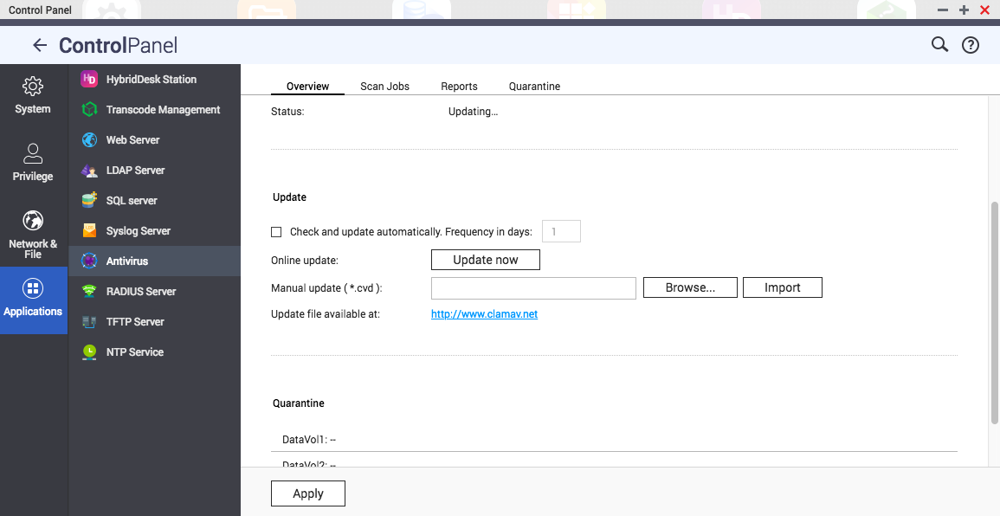 Control Panel
ControlPanel
System
Privilege
Network &
File
Applications
HybridDesk Station
Transcode Management
Web Server
LDAP Server
SQL server
Syslog Server
Antivirus
RADIUS Server
TFTP Server
NTP Service
Overview Scan Jobs Reports Quarantine
Status: Updating...
Update
Check and update automatically. Frequency in days: 1
Online update: Update now
Manual update ( *.cvd ): Browse... Import
Update file available at: http://www.clamav.net
Quarantine
DataVol1: --
DataVol2: --
Apply